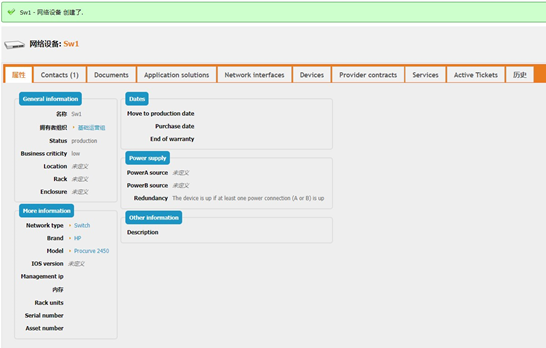 Sw1 - 网络设备 创建了.
网络设备: Sw1
属性 Contacts (1) Documents Application solutions Network interfaces Devices Provider contracts Services Active Tickets 历史
General information
名称 Sw1
拥有者组织 基础运营组
Status production
Business criticity low
Location 未定义
Rack 未定义
Enclosure 未定义
More information
Network type Switch
Brand HP
Model Procurve 2450
IOS version 未定义
Management ip
内存
Rack units
Serial number
Asset number
Dates
Move to production date
Purchase date
End of warranty
Power supply
PowerA source 未定义
PowerB source 未定义
Redundancy The device is up if at least one power connection (A or B) is up
Other information
Description